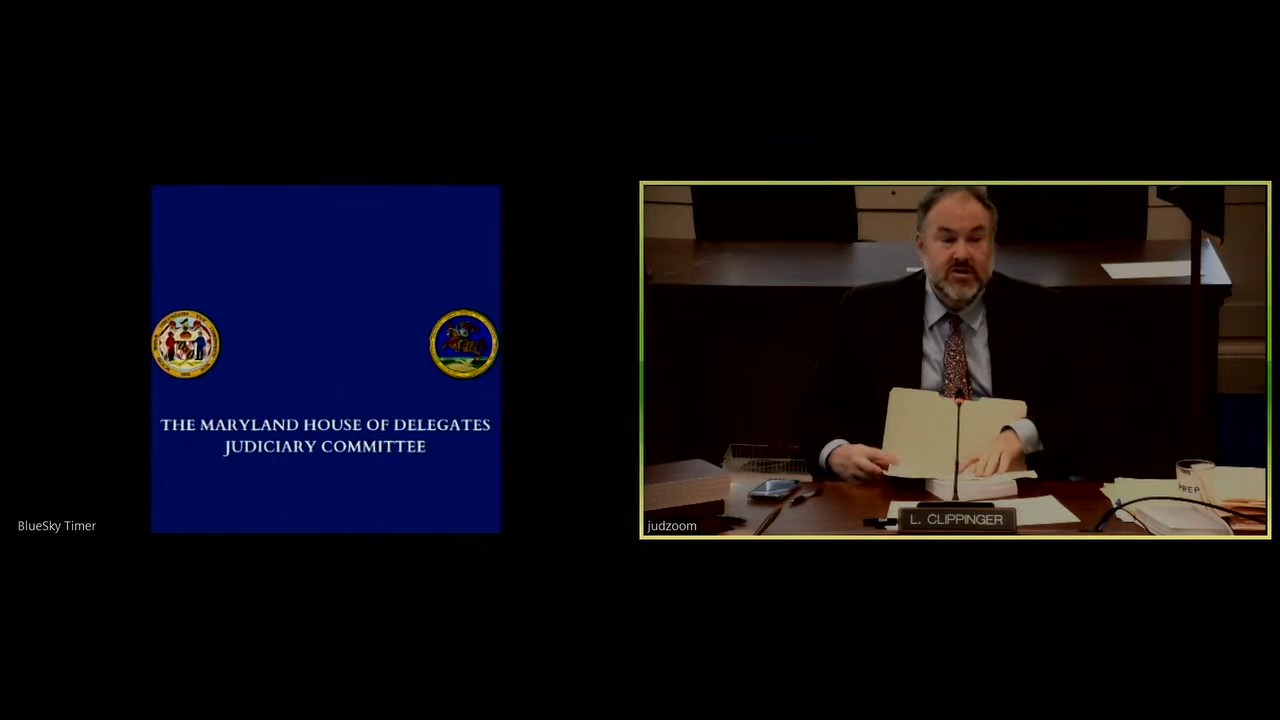 THE MARYLAND HOUSE OF DELEGATES
JUDICIARY COMMITTEE
BlueSky Timer
PREP
L. CLIPPINGER
judzoom